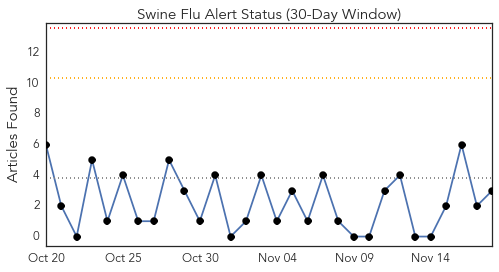 Swine Flu Alert Status (30-Day Window)
Articles Found
12
10
8
6
4
2
0
Oct 20 Oct 25 Oct 30 Nov 04 Nov 09 Nov 14